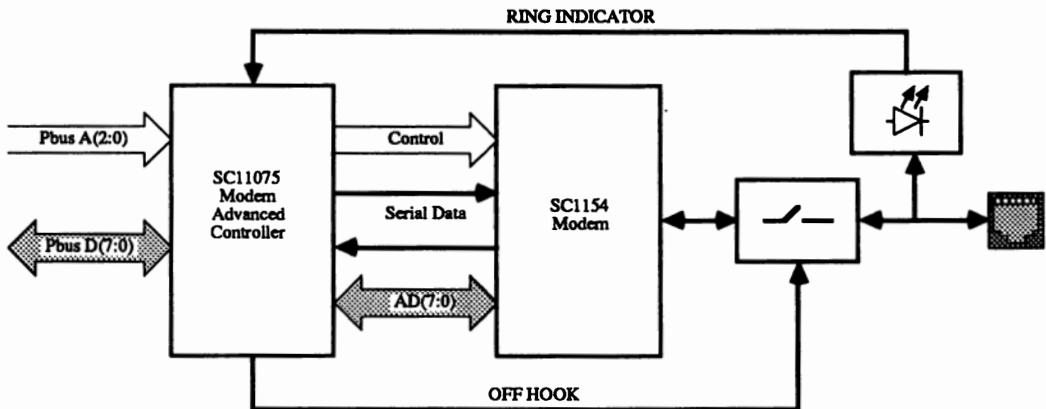 RING INDICATOR
Pbus A(2:0)
Control
SC11075
Modem
Advanced
Controller
Serial Data
SC1154
Modem
Pbus D(7:0)
AD(7:0)
OFF HOOK